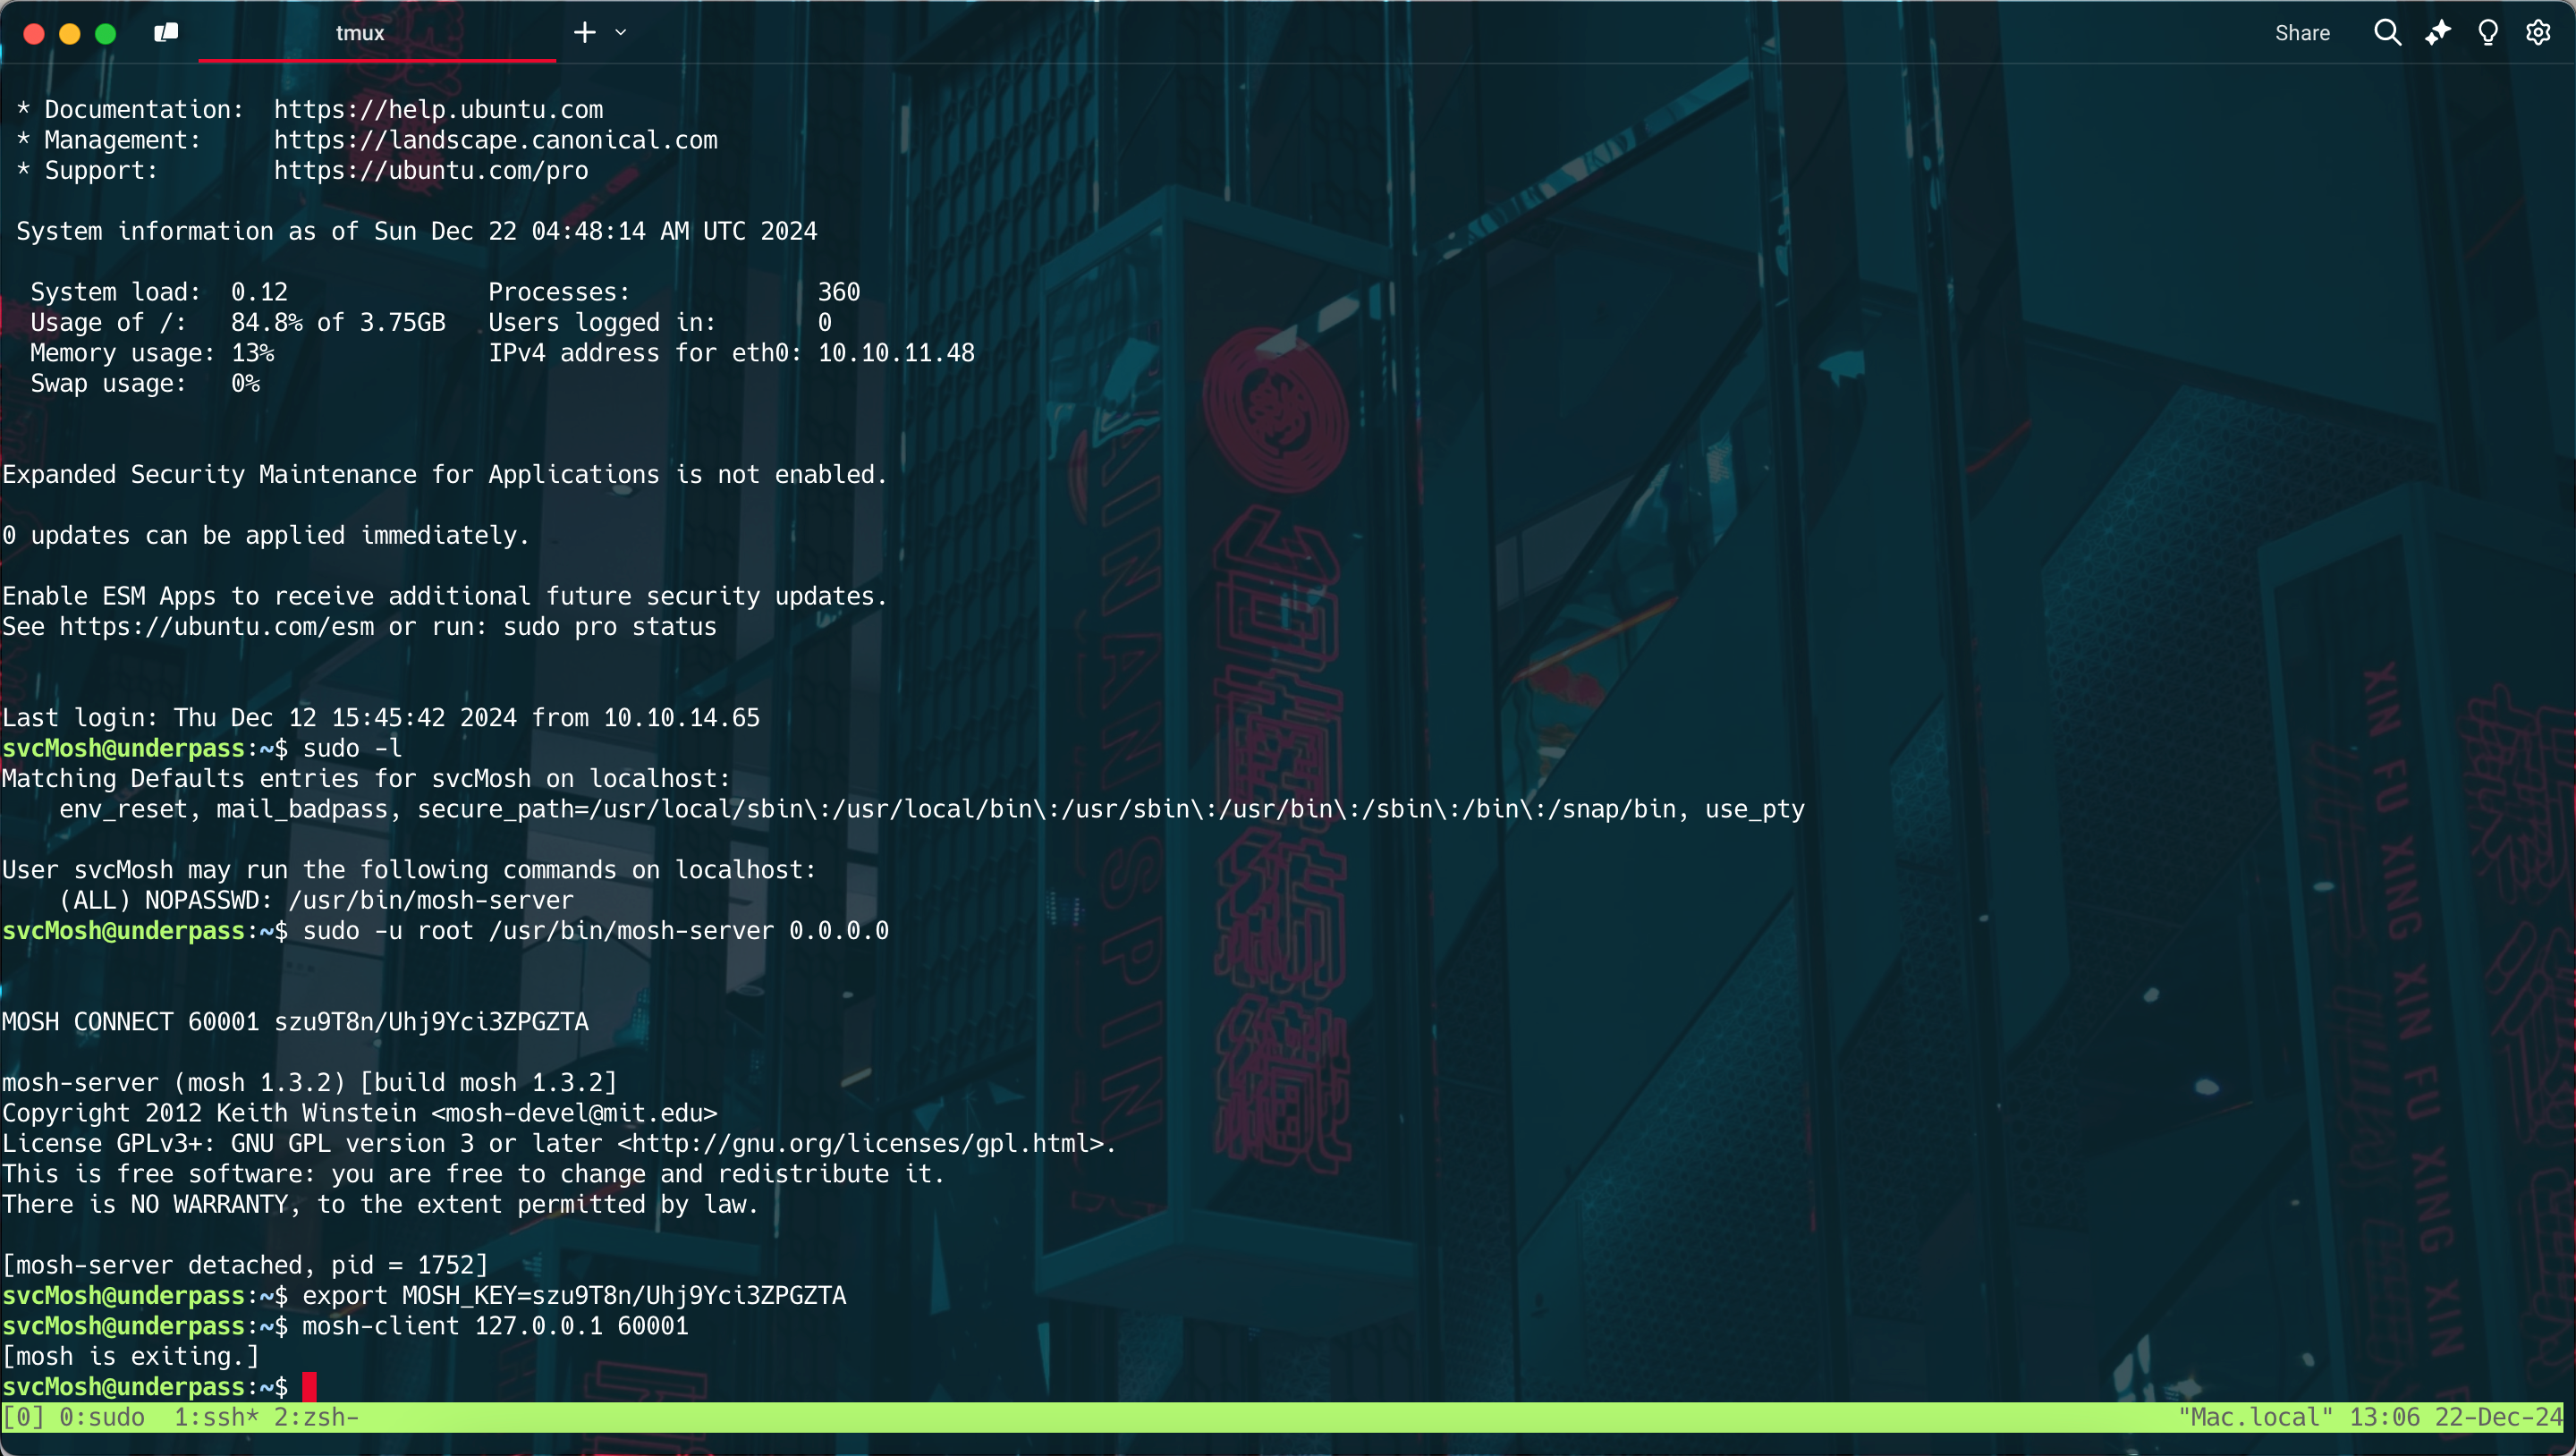 tmux
Share
* Documentation:  https://help.ubuntu.com
* Management:     https://landscape.canonical.com
* Support:        https://ubuntu.com/pro
System information as of Sun Dec 22 04:48:14 AM UTC 2024
System load:  0.12              Processes:             360
Usage of /:   84.8% of 3.75GB   Users logged in:       0
Memory usage: 13%               IPv4 address for eth0: 10.10.11.48
Swap usage:   0%
Expanded Security Maintenance for Applications is not enabled.
0 updates can be applied immediately.
Enable ESM Apps to receive additional future security updates.
See https://ubuntu.com/esm or run: sudo pro status
Last login: Thu Dec 12 15:45:42 2024 from 10.10.14.65
svcMosh@underpass:~$ sudo -l
Matching Defaults entries for svcMosh on localhost:
    env_reset, mail_badpass, secure_path=/usr/local/sbin\:/usr/local/bin\:/usr/sbin\:/usr/bin\:/sbin\:/bin\:/snap/bin, use_pty
User svcMosh may run the following commands on localhost:
    (ALL) NOPASSWD: /usr/bin/mosh-server
svcMosh@underpass:~$ sudo -u root /usr/bin/mosh-server 0.0.0.0
MOSH CONNECT 60001 szu9T8n/Uhj9Yci3ZPGZTA
mosh-server (mosh 1.3.2) [build mosh 1.3.2]
Copyright 2012 Keith Winstein <mosh-devel@mit.edu>
License GPLv3+: GNU GPL version 3 or later <http://gnu.org/licenses/gpl.html>.
This is free software: you are free to change and redistribute it.
There is NO WARRANTY, to the extent permitted by law.
[mosh-server detached, pid = 1752]
svcMosh@underpass:~$ export MOSH_KEY=szu9T8n/Uhj9Yci3ZPGZTA
svcMosh@underpass:~$ mosh-client 127.0.0.1 60001
[mosh is exiting.]
svcMosh@underpass:~$
[0] 0:sudo  1:ssh* 2:zsh-
"Mac.local" 13:06 22-Dec-24
AINAN SPIN
XIN FU XING XIN FU XING XIN FU